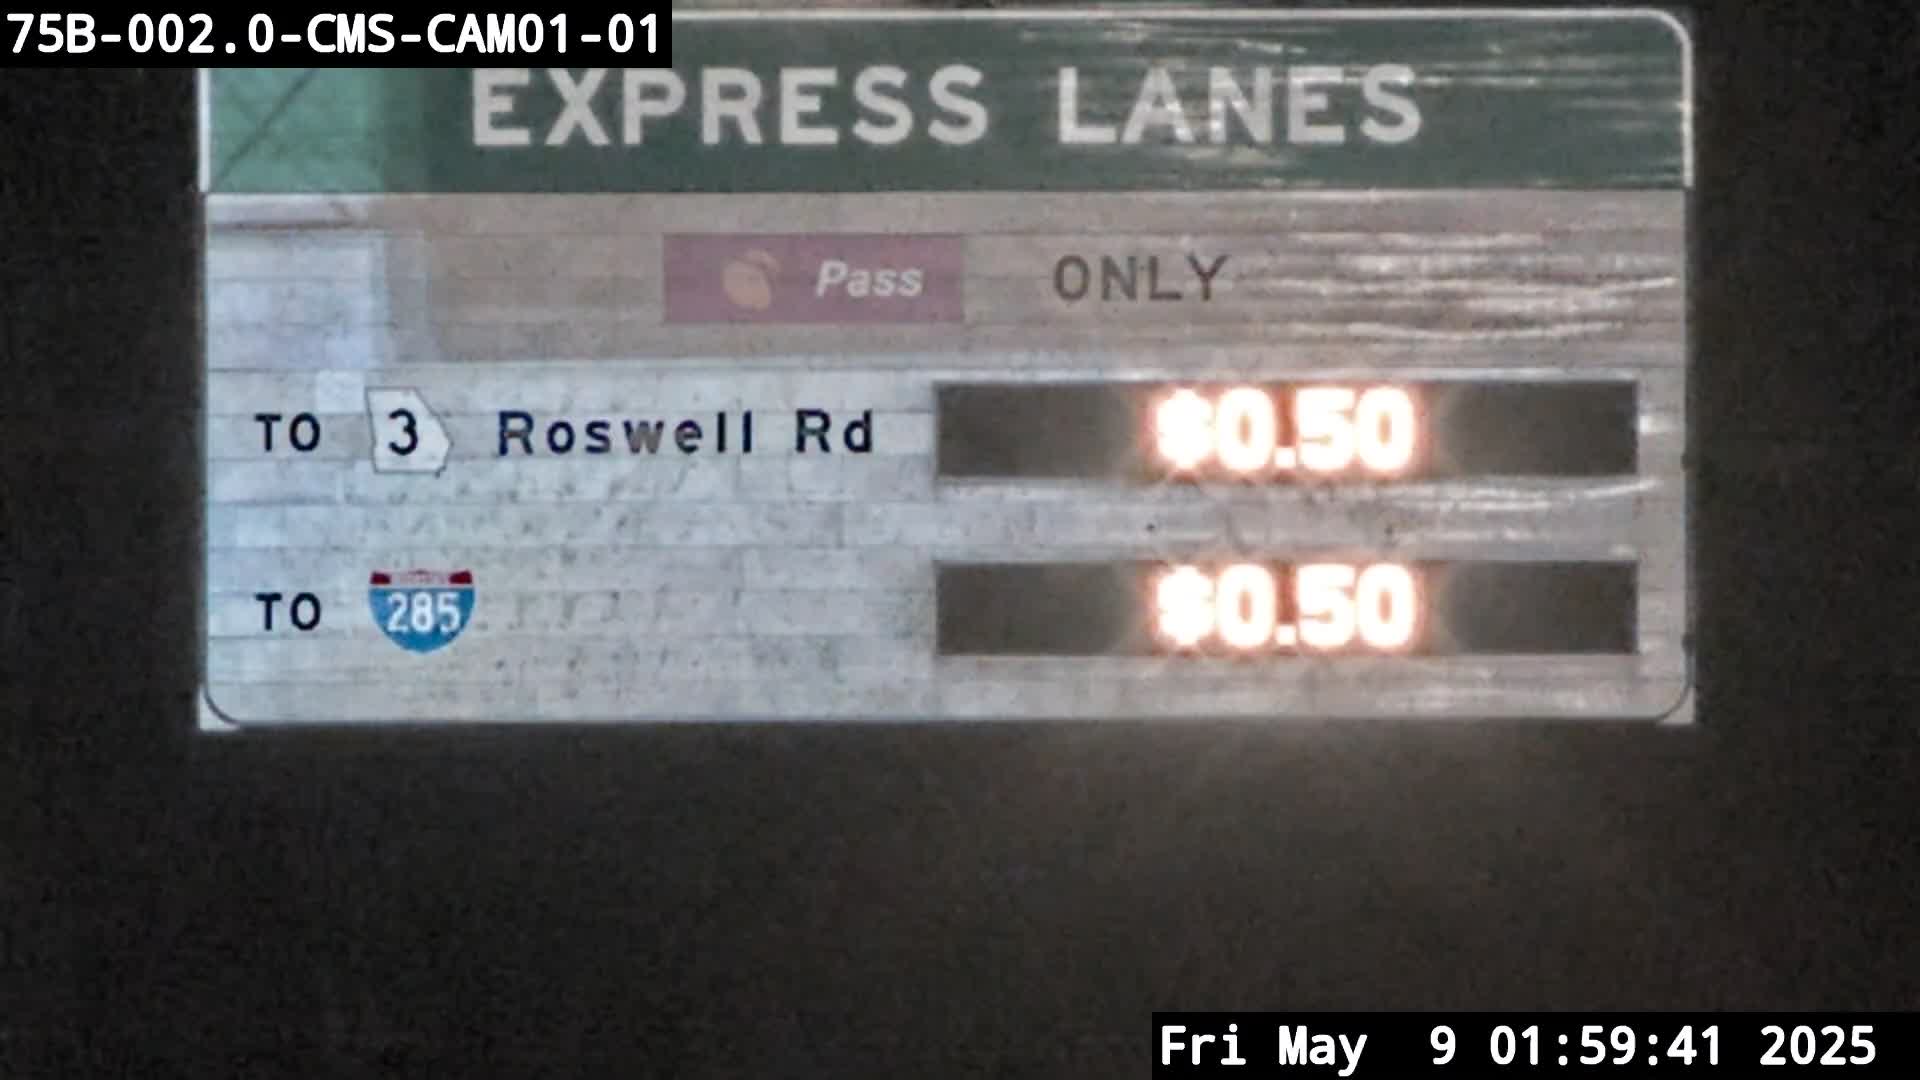 75B-002.0-CMS-CAM01-01
EXPRESS LANES
Pass ONLY
TO 3 Roswell Rd $0.50
TO 285 $0.50
Fri May 9 01:59:41 2025